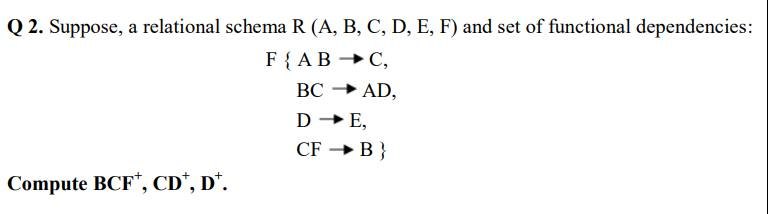 Q 2. Suppose, a relational schema R (A, B, C, D, E, F) and set of functional dependencies:
F { A B → C,
BC → AD,
D → E,
CF → B }
Compute BCF⁺, CD⁺, D⁺.